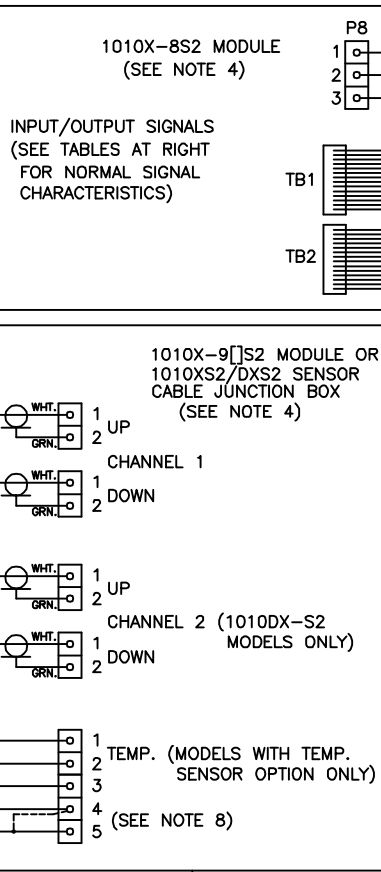 P8
1010X-8S2 MODULE
(SEE NOTE 4)
1
2
3
INPUT/OUTPUT SIGNALS
(SEE TABLES AT RIGHT
FOR NORMAL SIGNAL
CHARACTERISTICS)
TB1
TB2
1010X-9[]S2 MODULE OR
1010XS2/DXS2 SENSOR
CABLE JUNCTION BOX
(SEE NOTE 4)
WHT. 1
GRN. 2 UP
CHANNEL 1
WHT. 1
GRN. 2 DOWN
WHT. 1
GRN. 2 UP
CHANNEL 2 (1010DX-S2
MODELS ONLY)
WHT. 1
GRN. 2 DOWN
1
2
3
4
5
TEMP. (MODELS WITH TEMP.
SENSOR OPTION ONLY)
(SEE NOTE 8)